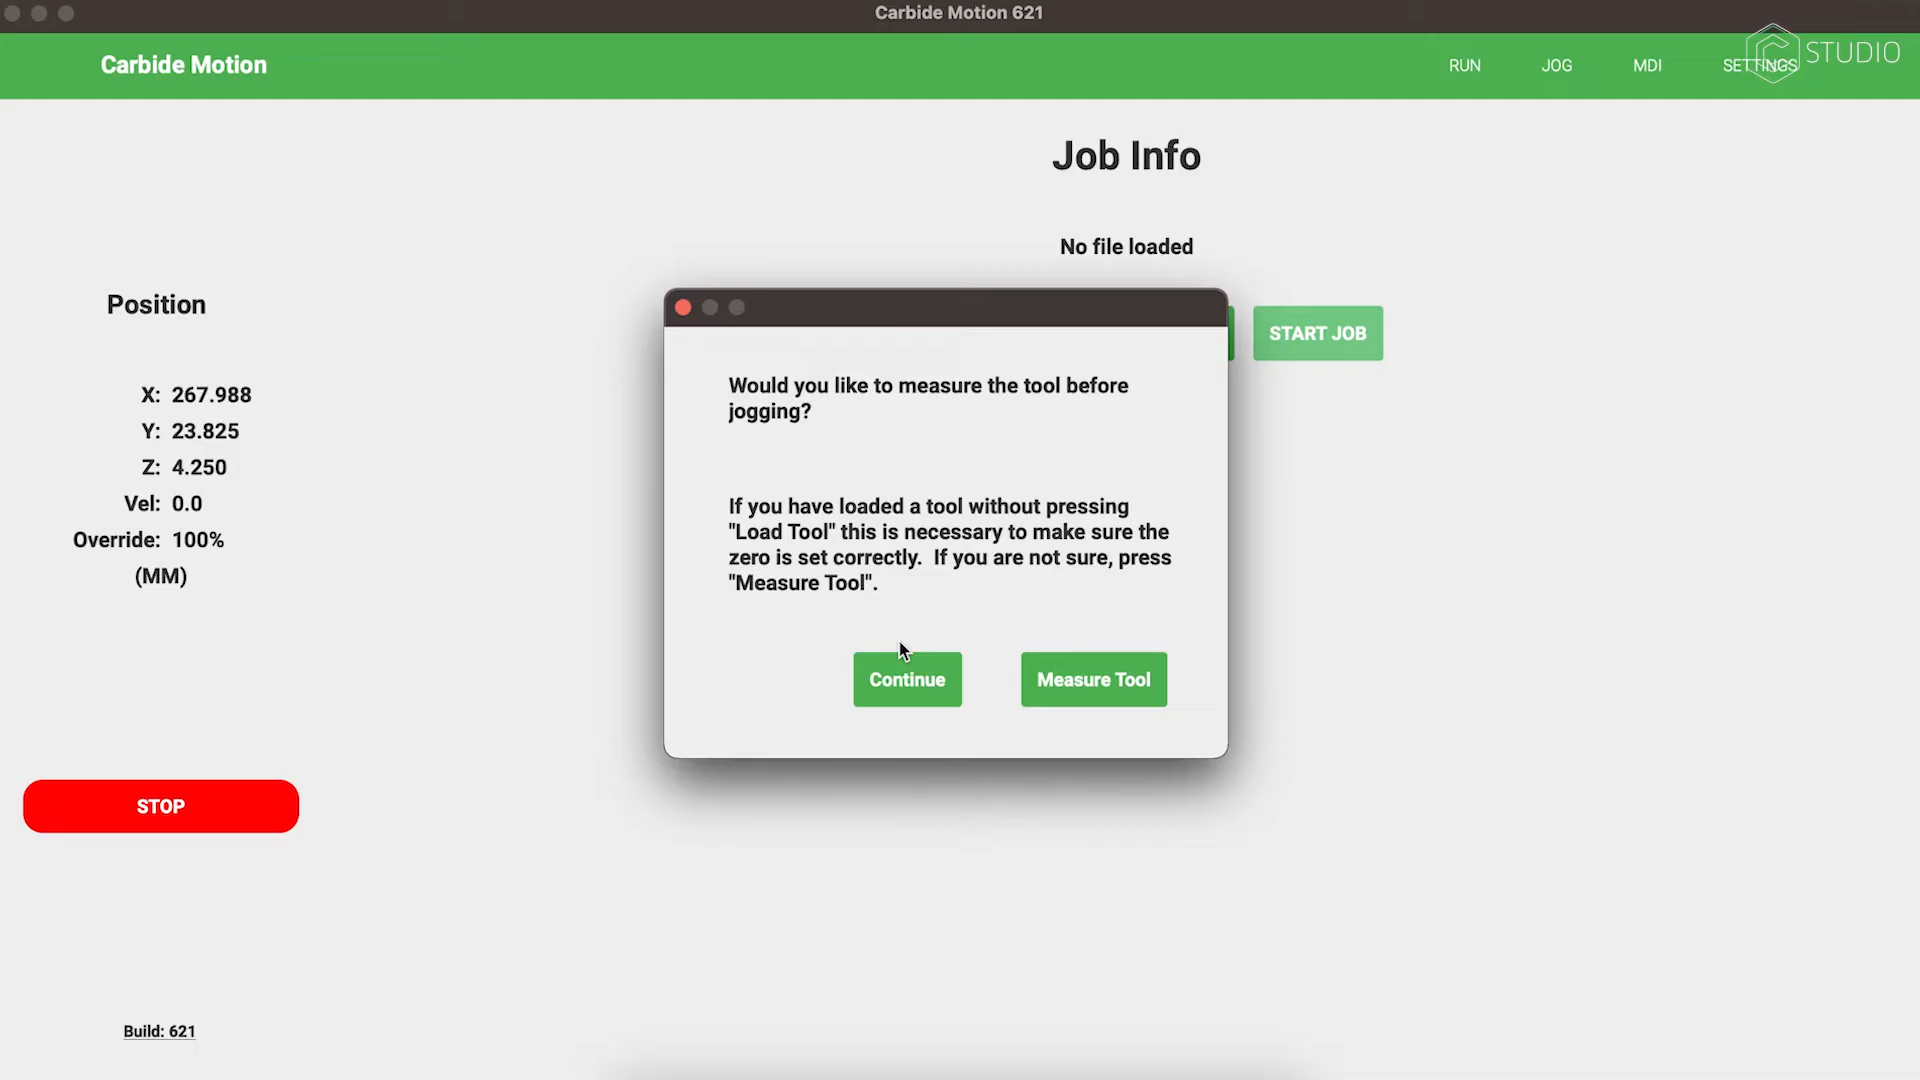 Carbide Motion 621
Carbide Motion
RUN
JOG
MDI
SETTINGS
STUDIO
Job Info
No file loaded
START JOB
Position
X: 267.988
Y: 23.825
Z: 4.250
Vel: 0.0
Override: 100%
(MM)
Would you like to measure the tool before
jogging?
If you have loaded a tool without pressing
"Load Tool" this is necessary to make sure the
zero is set correctly. If you are not sure, press
"Measure Tool".
Continue
Measure Tool
STOP
Build: 621